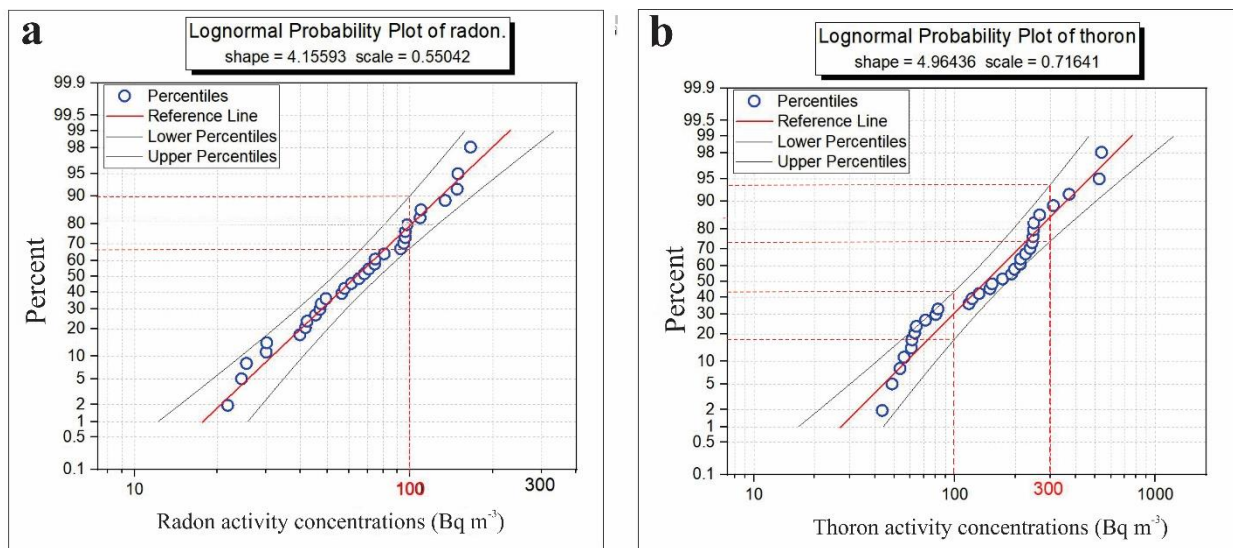 a
Lognormal Probability Plot of radon.
shape = 4.15593 scale = 0.55042
Percentiles
Reference Line
Lower Percentiles
Upper Percentiles
99.9
99.5
99
98
95
90
80
70
60
50
40
30
20
10
5
2
1
0.5
0.1
Percent
10
100
300
Radon activity concentrations (Bq m-3)
b
Lognormal Probability Plot of thoron
shape = 4.96436 scale = 0.71641
Percentiles
Reference Line
Lower Percentiles
Upper Percentiles
99.9
99.5
99
98
95
90
80
70
60
50
40
30
20
10
5
2
1
0.5
0.1
Percent
10
100
300
1000
Thoron activity concentrations (Bq m-3)